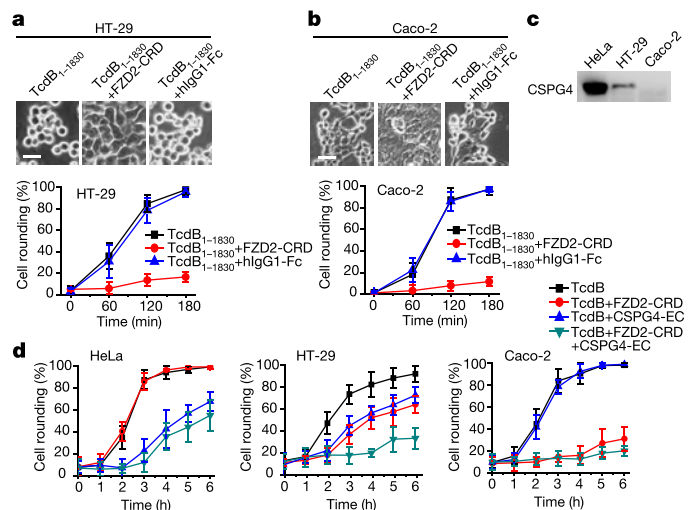 a
HT-29
TcdB1–1830
TcdB1–1830
+FZD2-CRD
TcdB1–1830
+hIgG1-Fc
Cell rounding (%)
100
80
60
40
20
0
HT-29
TcdB1–1830
TcdB1–1830+FZD2-CRD
TcdB1–1830+hIgG1-Fc
0 60 120 180
Time (min)
b
Caco-2
TcdB1–1830
TcdB1–1830
+FZD2-CRD
TcdB1–1830
+hIgG1-Fc
Cell rounding (%)
100
80
60
40
20
0
Caco-2
TcdB1–1830
TcdB1–1830+FZD2-CRD
TcdB1–1830+hIgG1-Fc
0 60 120 180
Time (min)
c
HeLa
HT-29
Caco-2
CSPG4
TcdB
TcdB+FZD2-CRD
TcdB+CSPG4-EC
TcdB+FZD2-CRD
+CSPG4-EC
d
HeLa
Cell rounding (%)
100
80
60
40
20
0
0 1 2 3 4 5 6
Time (h)
HT-29
Cell rounding (%)
100
80
60
40
20
0
0 1 2 3 4 5 6
Time (h)
Caco-2
Cell rounding (%)
100
80
60
40
20
0
0 1 2 3 4 5 6
Time (h)